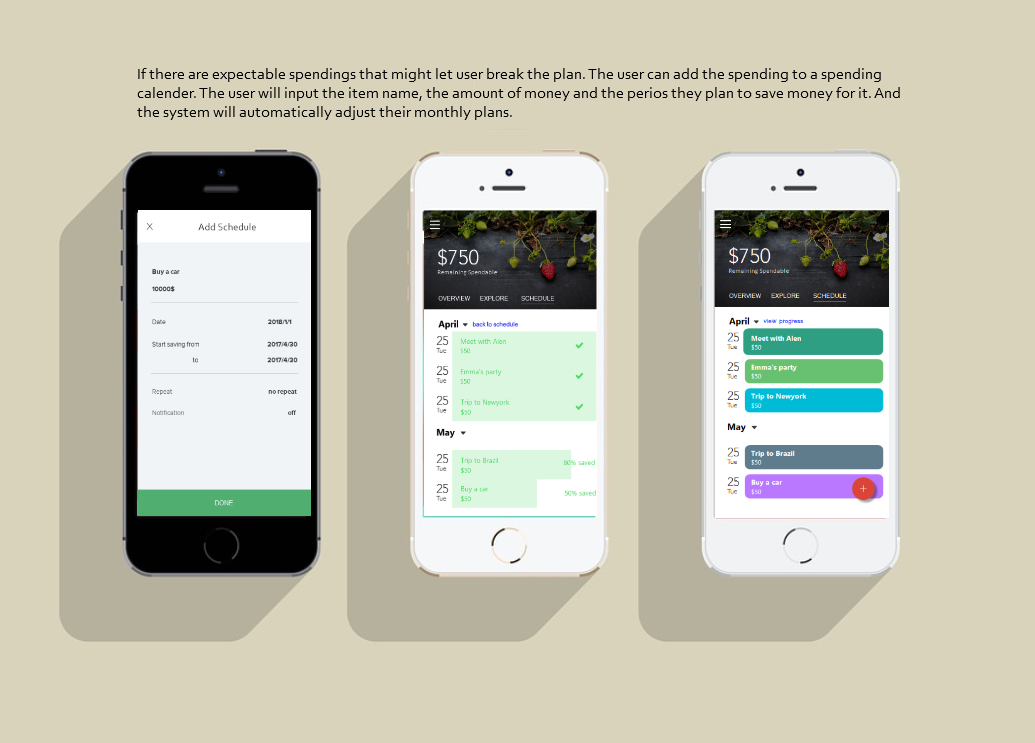 If there are expectable spendings that might let user break the plan. The user can add the spending to a spending
calender. The user will input the item name, the amount of money and the perios they plan to save money for it. And
the system will automatically adjust their monthly plans.
X Add Schedule
Buy a car
10000$
Date 2018/1/1
Start saving from 2017/4/30
to 2017/4/30
Repeat no repeat
Notification off
DONE
$750
Remaining Spendable
OVERVIEW EXPLORE SCHEDULE
April back to schedule
25 Meet with Alen
Tue $50
25 Emma's party
Tue $50
25 Trip to Newyork
Tue $50
May
25 Trip to Brazil 80% saved
Tue $50
25 Buy a car 50% saved
Tue $50
$750
Remaining Spendable
OVERVIEW EXPLORE SCHEDULE
April view progress
25 Meet with Alen
Tue $50
25 Emma's party
Tue $50
25 Trip to Newyork
Tue $50
May
25 Trip to Brazil
Tue $50
25 Buy a car
Tue $50
+